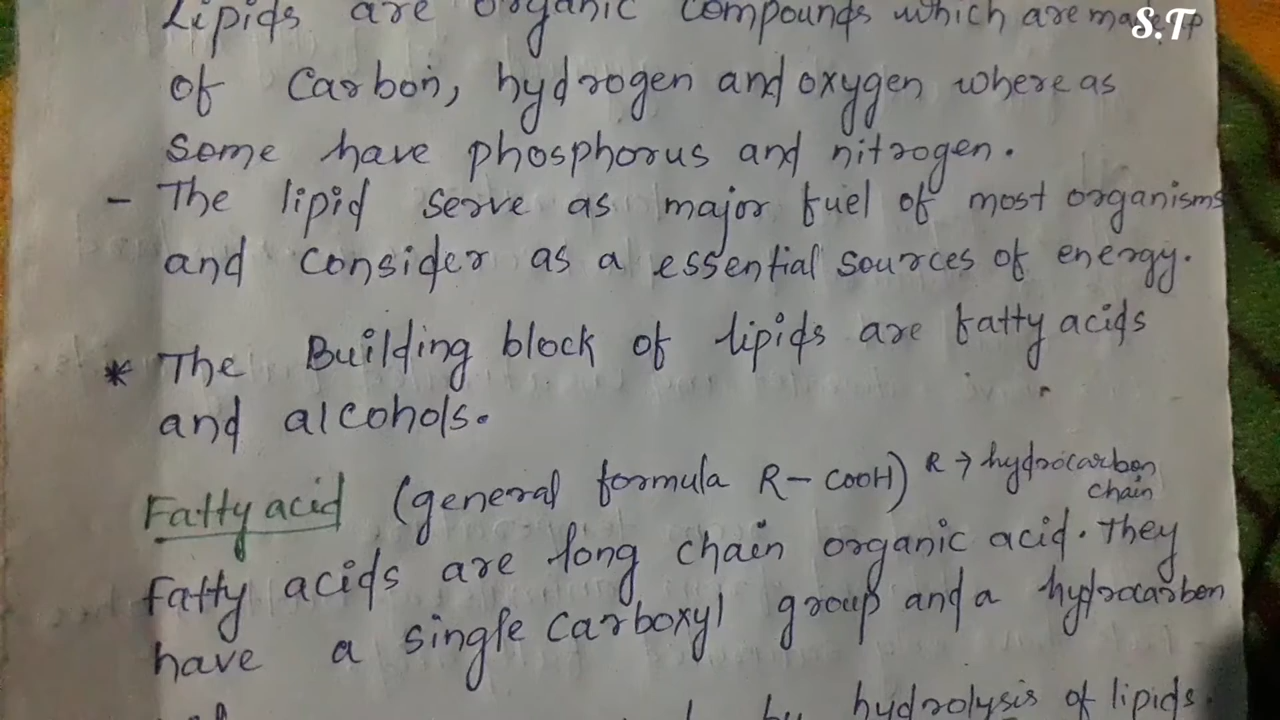 Lipids are organic compounds which are made up
S.T
of Carbon, hydrogen and oxygen where as
Some have phosphorus and nitrogen.
- The lipid serve as major fuel of most organisms
and consider as a essential sources of energy.
* The Building block of lipids are fatty acids
and alcohols.
Fatty acid (general formula R-COOH) R → hydrocarbon
chain
Fatty acids are long chain organic acid. They
have a single carboxyl group and a hydrocarbon
by hydrolysis of lipids.